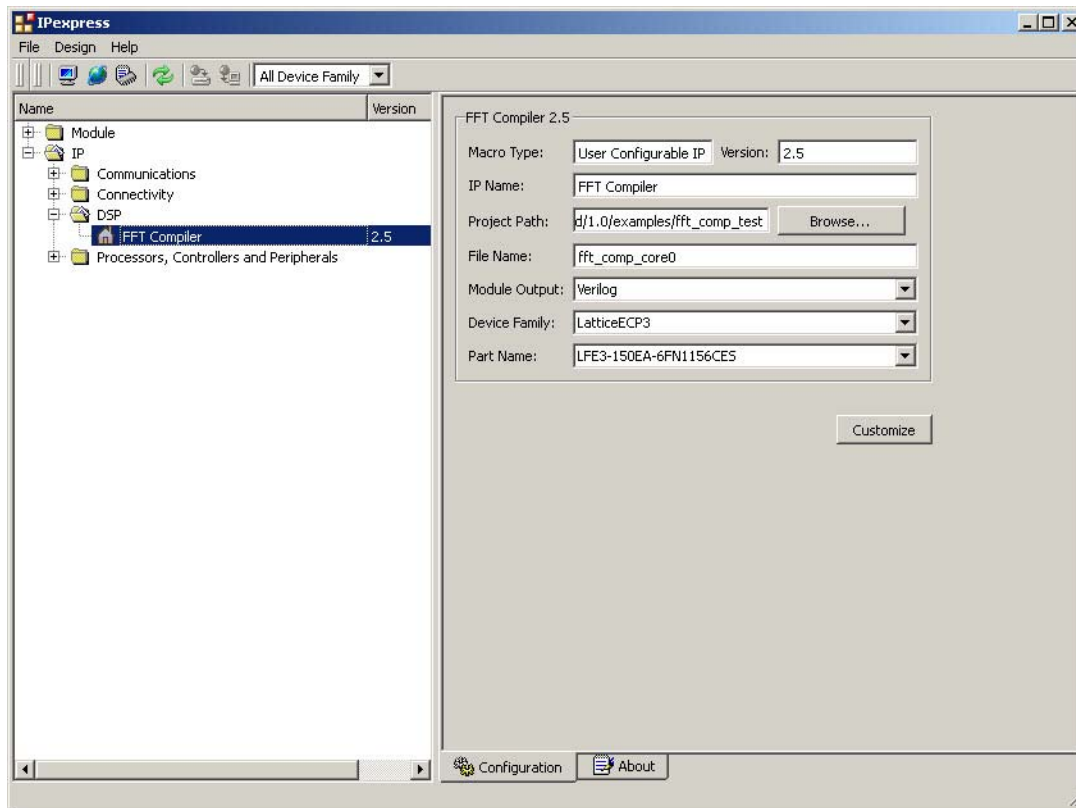 IPexpress
File Design Help
All Device Family
Name Version
Module
IP
Communications
Connectivity
DSP
FFT Compiler 2.5
Processors, Controllers and Peripherals
FFT Compiler 2.5
Macro Type: User Configurable IP Version: 2.5
IP Name: FFT Compiler
Project Path: d/1.0/examples/fft_comp_test Browse...
File Name: fft_comp_core0
Module Output: Verilog
Device Family: LatticeECP3
Part Name: LFE3-150EA-6FN1156CES
Customize
Configuration About